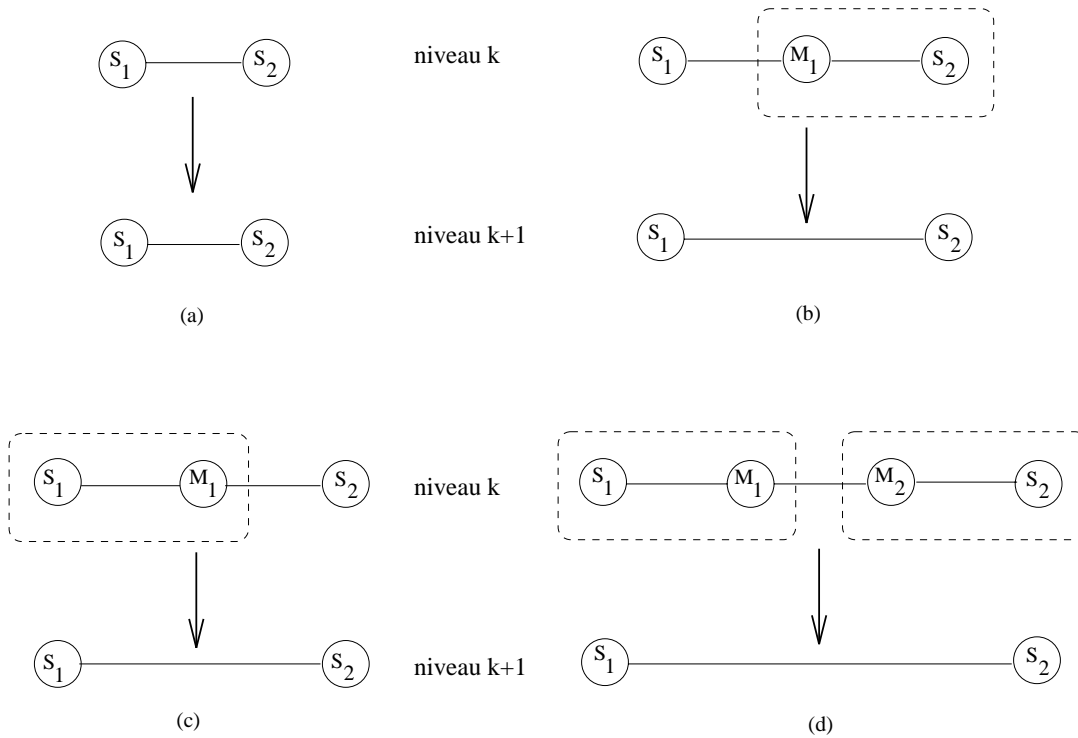 S1 S2 niveau k S1 M1 S2
S1 S2 niveau k+1 S1 S2
(a) (b)
S1 M1 S2 niveau k S1 M1 M2 S2
S1 S2 niveau k+1 S1 S2
(c) (d)